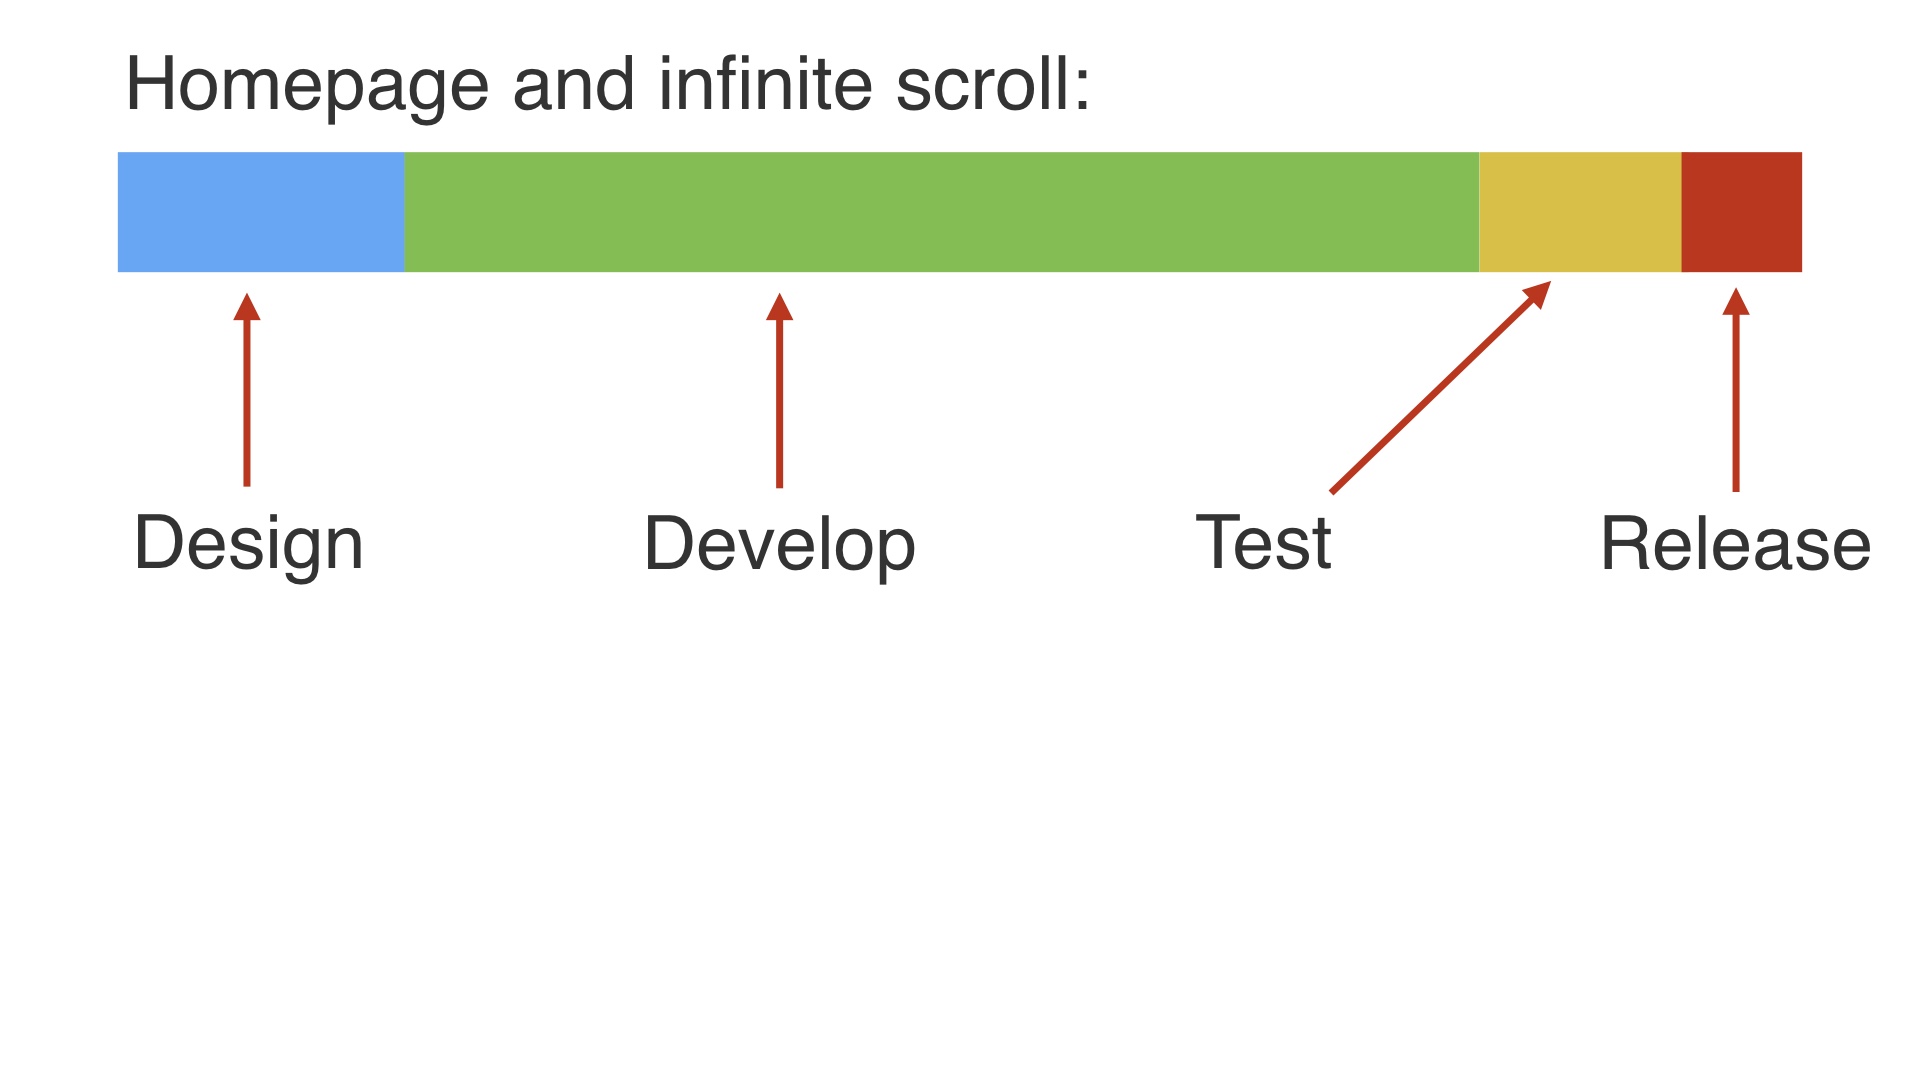 Homepage and infinite scroll:
Design
Develop
Test
Release